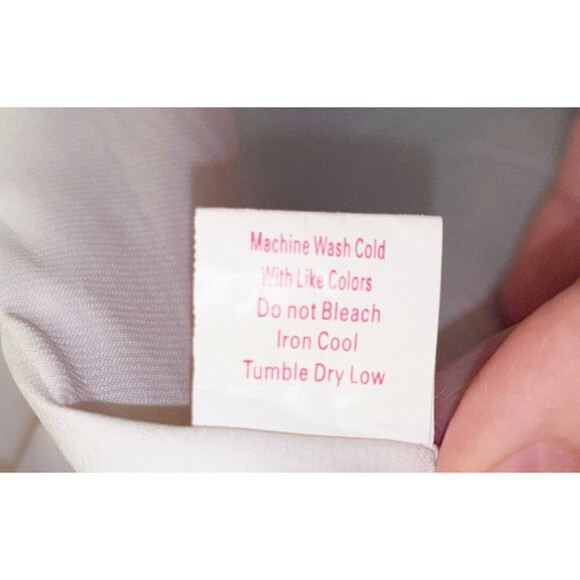 Machine Wash Cold
With Like Colors
Do not Bleach
Iron Cool
Tumble Dry Low